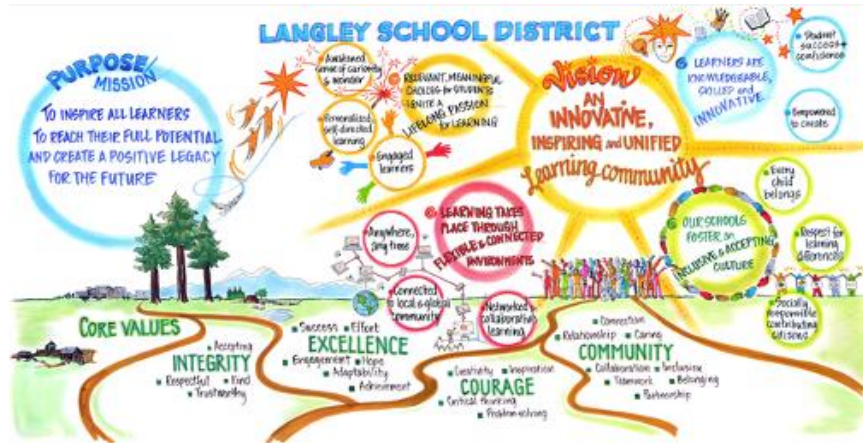 LANGLEY SCHOOL DISTRICT
PURPOSE/
MISSION
TO INSPIRE ALL LEARNERS
TO REACH THEIR FULL POTENTIAL
AND CREATE A POSITIVE LEGACY
FOR THE FUTURE
Awakened
sense of curiosity
& wonder
Personalized
self-directed
learning
Engaged
learners
RELEVANT, MEANINGFUL
CHOICES for STUDENTS
IGNITE A
LIFELONG PASSION
for LEARNING
Vision
AN
INNOVATIVE,
INSPIRING and UNIFIED
Learning community
LEARNERS ARE
KNOWLEDGEABLE,
SKILLED and
INNOVATIVE
Student
success +
confidence
Empowered
to create
LEARNING TAKES
PLACE THROUGH
FLEXIBLE & CONNECTED
ENVIRONMENTS
Anywhere,
any time
Connected
to local & global
community
Networked &
collaborative
learning
OUR SCHOOLS
FOSTER an
INCLUSIVE & ACCEPTING
CULTURE
Every
child
belongs
Respect for
learning
differences
Socially
responsible
contributing
citizens
CORE VALUES
Accepting
INTEGRITY
Respectful Kind
Trustworthy
Success Effort
EXCELLENCE
Engagement Hope
Adaptability
Achievement
Creativity Inspiration
COURAGE
Critical thinking
Problem solving
Connection
Relationship Caring
COMMUNITY
Collaboration Inclusion
Teamwork Belonging
Partnership